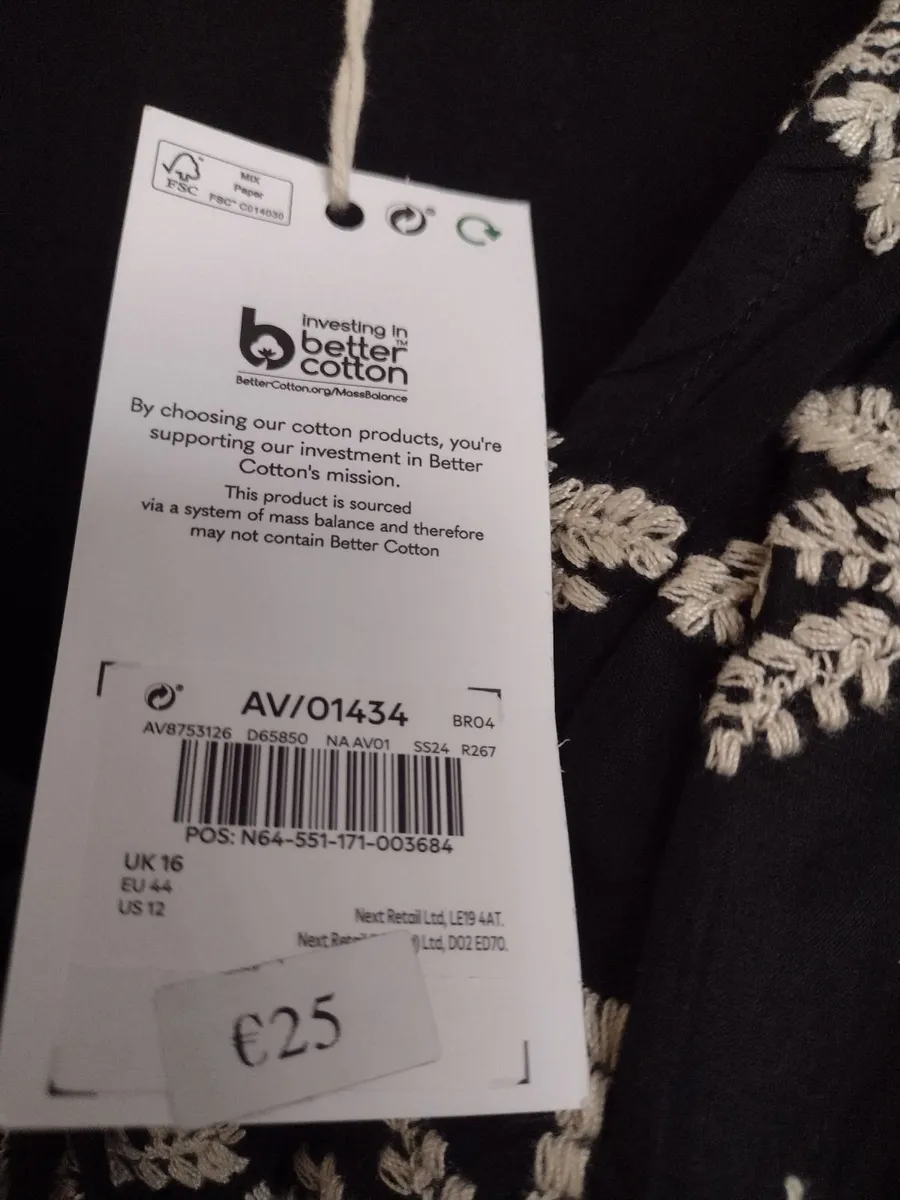 FSC
MIX
Paper
FSC™ C014030
investing in
better™
cotton
BetterCotton.org/MassBalance
By choosing our cotton products, you're
supporting our investment in Better
Cotton's mission.
This product is sourced
via a system of mass balance and therefore
may not contain Better Cotton
AV/01434 BR04
AV8753126 D65850 NA AV01 SS24 R267
POS: N64-551-171-003684
UK 16
EU 44
US 12
Next Retail Ltd, LE19 4AT.
Next Ltd, D02 ED70.
€25